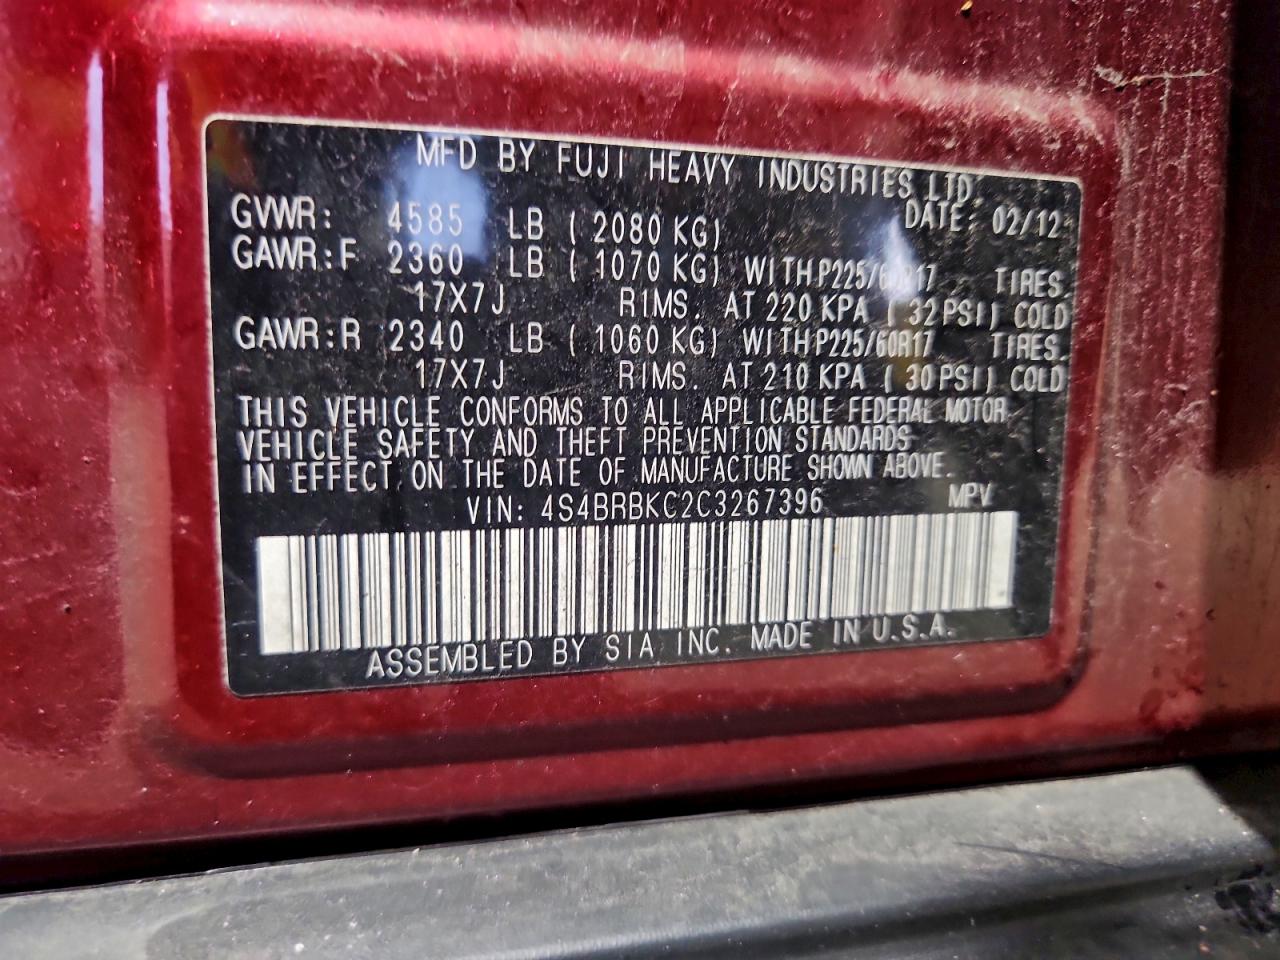 MFD BY FUJI HEAVY INDUSTRIES LTD.
DATE: 02/12
GVWR: 4585 LB ( 2080 KG)
GAWR:F 2360 LB ( 1070 KG) WITH P225/60R17 TIRES.
17X7J RIMS. AT 220 KPA ( 32 PSI) COLD
GAWR:R 2340 LB ( 1060 KG) WITH P225/60R17 TIRES.
17X7J RIMS. AT 210 KPA ( 30 PSI) COLD
THIS VEHICLE CONFORMS TO ALL APPLICABLE FEDERAL MOTOR
VEHICLE SAFETY AND THEFT PREVENTION STANDARDS
IN EFFECT ON THE DATE OF MANUFACTURE SHOWN ABOVE.
VIN: 4S4BRBKC2C3267396 MPV
ASSEMBLED BY SIA INC. MADE IN U.S.A.